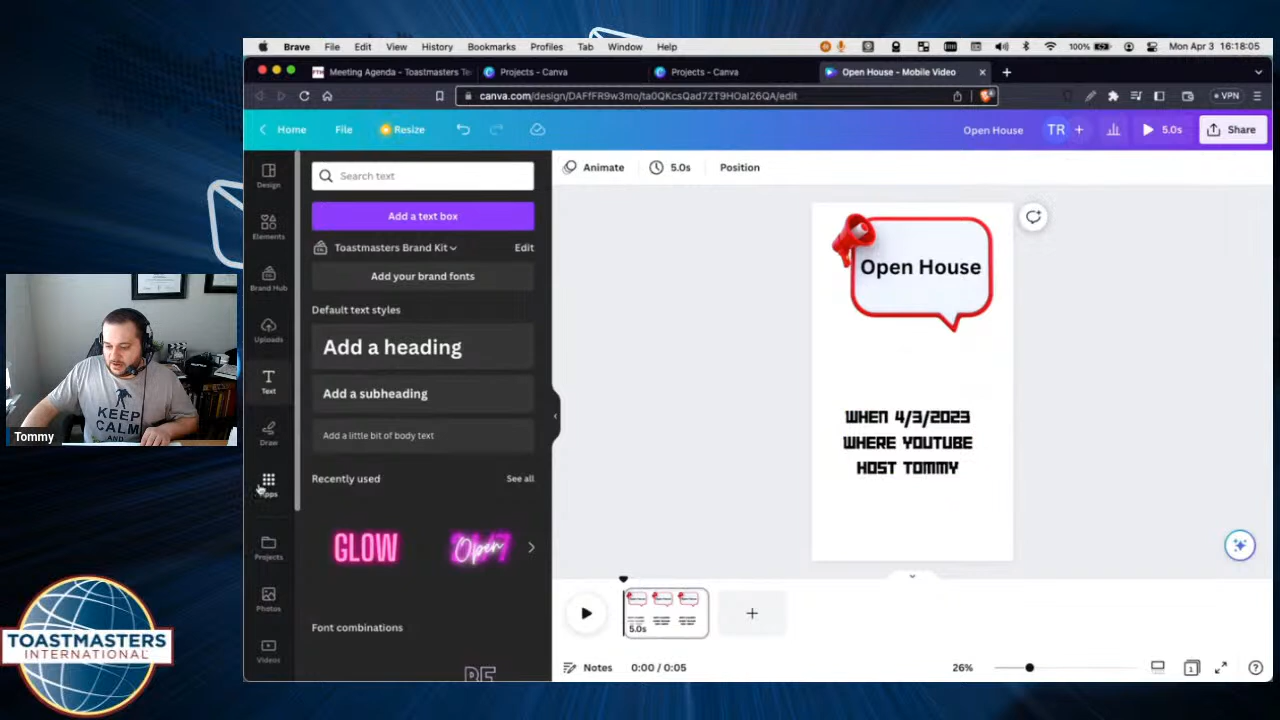 Brave File Edit View History Bookmarks Profiles Tab Window Help 100% Mon Apr 3 16:18:05
FTH Meeting Agenda - Toastmasters Te Projects - Canva Projects - Canva Open House - Mobile Video
canva.com/design/DAFfFR9w3mo/ta0QKcsQad72T9HOaI26QA/edit VPN
Home File Resize Open House TR + 5.0s Share
Design
Elements
Brand Hub
Uploads
Text
Draw
Apps
Projects
Photos
Videos
Search text
Add a text box
Toastmasters Brand Kit Edit
Add your brand fonts
Default text styles
Add a heading
Add a subheading
Add a little bit of body text
Recently used See all
GLOW Open
Font combinations
Animate 5.0s Position
Open House
WHEN 4/3/2023
WHERE YOUTUBE
HOST TOMMY
5.0s
Notes 0:00 / 0:05 26% 1
KEEP
CALM
AND
Tommy
TOASTMASTERS
INTERNATIONAL